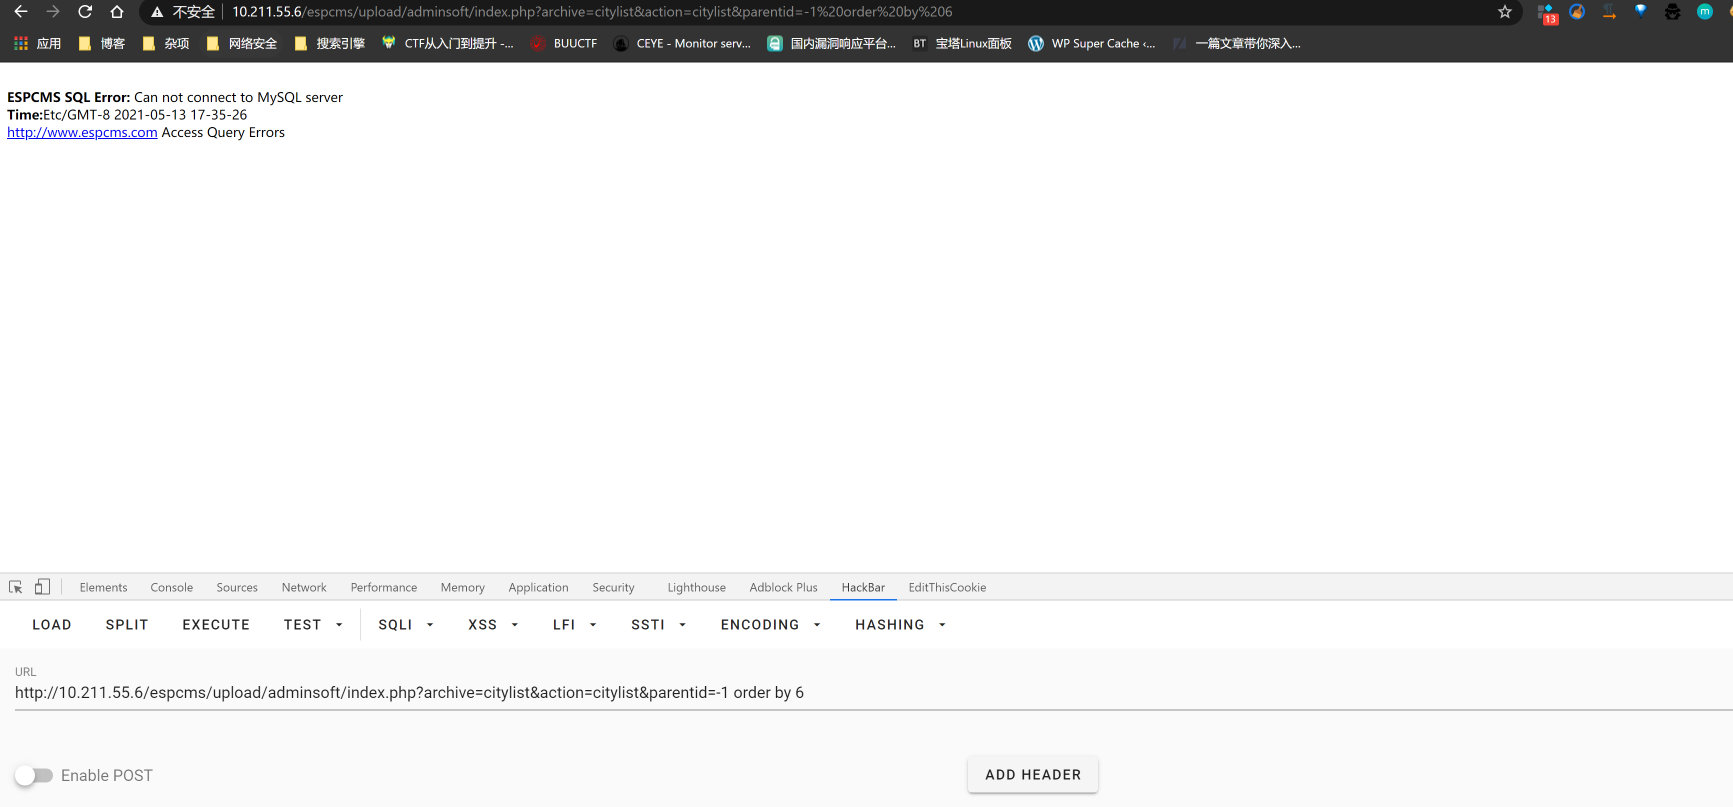 不安全 10.211.55.6/espcms/upload/adminsoft/index.php?archive=citylist&action=citylist&parentid=-1%20order%20by%206
13
m
应用 博客 杂项 网络安全 搜索引擎 CTF从入门到提升 -... BUUCTF CEYE - Monitor serv... 国内漏洞响应平台... BT 宝塔Linux面板 WP Super Cache ‹... 一篇文章带你深入...
ESPCMS SQL Error: Can not connect to MySQL server
Time:Etc/GMT-8 2021-05-13 17-35-26
http://www.espcms.com Access Query Errors
Elements Console Sources Network Performance Memory Application Security Lighthouse Adblock Plus HackBar EditThisCookie
LOAD SPLIT EXECUTE TEST SQLI XSS LFI SSTI ENCODING HASHING
URL
http://10.211.55.6/espcms/upload/adminsoft/index.php?archive=citylist&action=citylist&parentid=-1 order by 6
Enable POST ADD HEADER